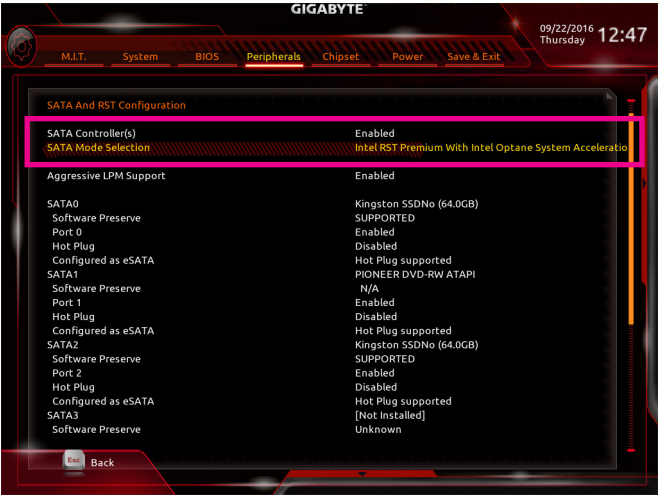 GIGABYTE™
09/22/2016 12:47
Thursday
M.I.T. System BIOS Peripherals Chipset Power Save & Exit
SATA And RST Configuration
SATA Controller(s) Enabled
SATA Mode Selection Intel RST Premium With Intel Optane System Acceleratio
Aggressive LPM Support Enabled
SATA0 Kingston SSDNo (64.0GB)
Software Preserve SUPPORTED
Port 0 Enabled
Hot Plug Disabled
Configured as eSATA Hot Plug supported
SATA1 PIONEER DVD-RW ATAPI
Software Preserve N/A
Port 1 Enabled
Hot Plug Disabled
Configured as eSATA Hot Plug supported
SATA2 Kingston SSDNo (64.0GB)
Software Preserve SUPPORTED
Port 2 Enabled
Hot Plug Disabled
Configured as eSATA Hot Plug supported
SATA3 [Not Installed]
Software Preserve Unknown
Esc Back